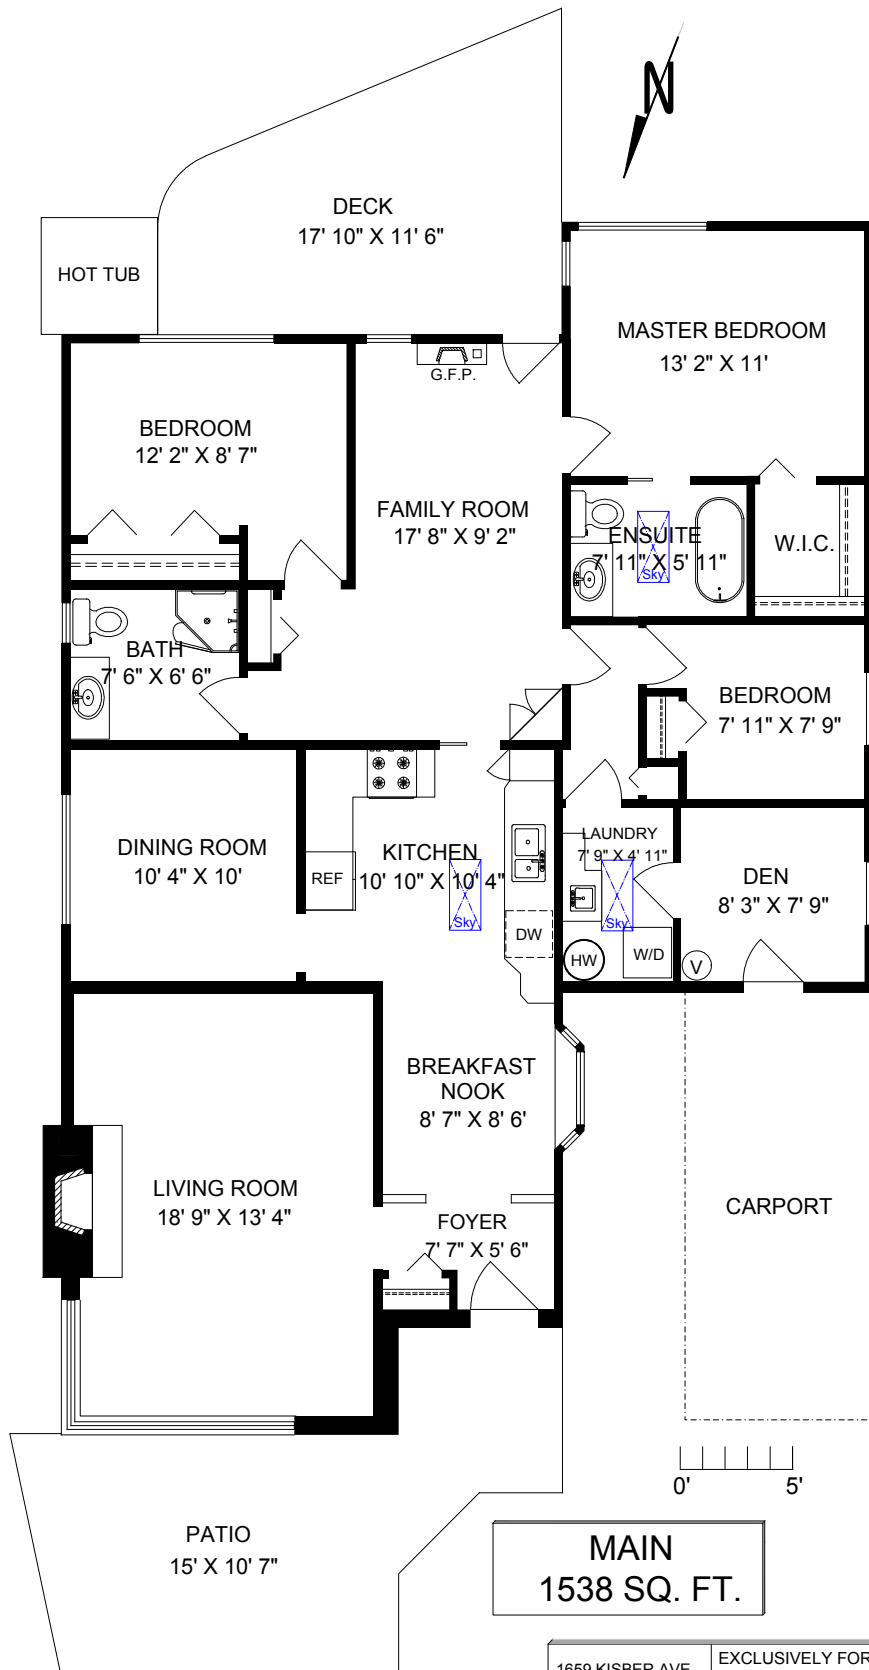 N
DECK
17' 10" X 11' 6"
HOT TUB
MASTER BEDROOM
13' 2" X 11'
G.F.P.
BEDROOM
12' 2" X 8' 7"
FAMILY ROOM
17' 8" X 9' 2"
ENSUITE
7' 11" X 5' 11"
Sky
W.I.C.
BATH
7' 6" X 6' 6"
BEDROOM
7' 11" X 7' 9"
DINING ROOM
10' 4" X 10'
REF
KITCHEN
10' 10" X 10' 4"
Sky
DW
LAUNDRY
7' 9" X 4' 11"
Sky
HW
W/D
V
DEN
8' 3" X 7' 9"
BREAKFAST
NOOK
8' 7" X 8' 6'
LIVING ROOM
18' 9" X 13' 4"
FOYER
7' 7" X 5' 6"
CARPORT
0' 5'
PATIO
15' X 10' 7"
MAIN
1538 SQ. FT.
1659 KISBER AVE
EXCLUSIVELY FOR